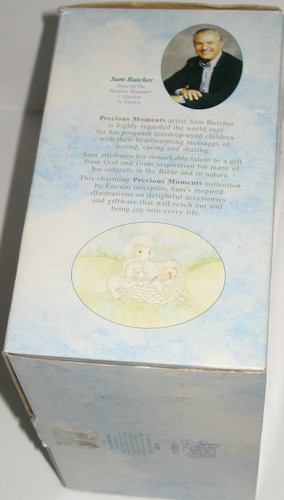 Sam Butcher
Artist Of The
Precious Moments®
Collection
By Enesco
Precious Moments artist Sam Butcher
is highly regarded the world over
for his poignant teardrop-eyed children
with their heartwarming messages of
loving, caring and sharing.
Sam attributes his remarkable talent to a gift
from God and finds inspiration for many of
his subjects in the Bible and in nature.
This charming Precious Moments collection
by Enesco interprets Sam's inspired
illustrations on delightful accessories
and giftware that will reach out and
bring joy into every life